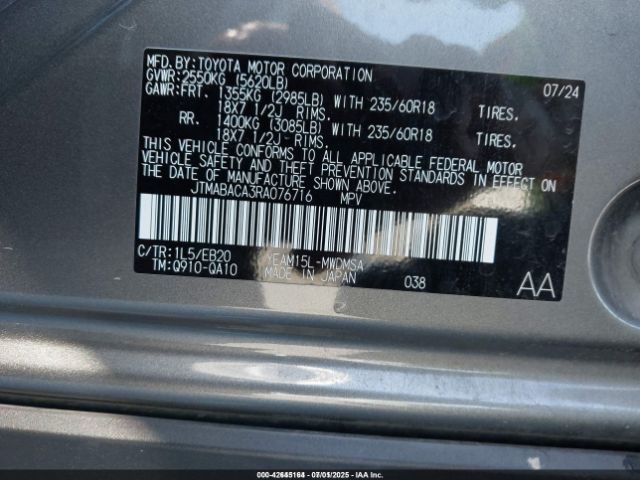 MFD. BY: TOYOTA MOTOR CORPORATION 07/24
GVWR: 2550KG (5620LB)
GAWR: FRT. 1355KG (2985LB) WITH 235/60R18 TIRES.
18X7 1/2J RIMS.
RR. 1400KG (3085LB) WITH 235/60R18 TIRES.
18X7 1/2J RIMS.
THIS VEHICLE CONFORMS TO ALL APPLICABLE FEDERAL MOTOR
VEHICLE SAFETY AND THEFT PREVENTION STANDARDS IN EFFECT ON
THE DATE OF MANUFACTURE SHOWN ABOVE.
JTMABACA3RA076716 MPV
C/TR: 1L5/EB20 YEAM15L-MWDMSA
TM: Q910-QA10 MADE IN JAPAN 038 AA
000-42645164 - 07/01/2025 - IAA Inc.